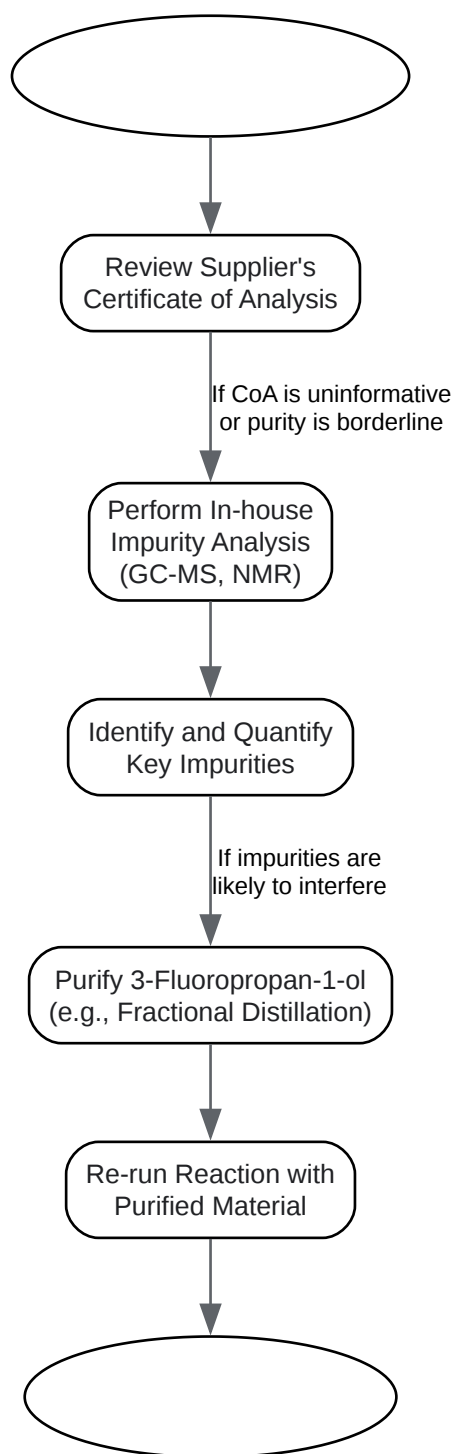 Review Supplier's
Certificate of Analysis
If CoA is uninformative
or purity is borderline
Perform In-house
Impurity Analysis
(GC-MS, NMR)
Identify and Quantify
Key Impurities
If impurities are
likely to interfere
Purify 3-Fluoropropan-1-ol
(e.g., Fractional Distillation)
Re-run Reaction with
Purified Material